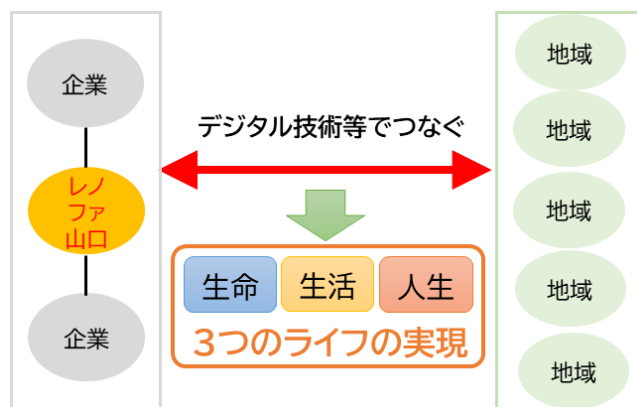 企業
レノ
ファ
山口
企業
デジタル技術等でつなぐ
生命 生活 人生
3つのライフの実現
地域
地域
地域
地域
地域